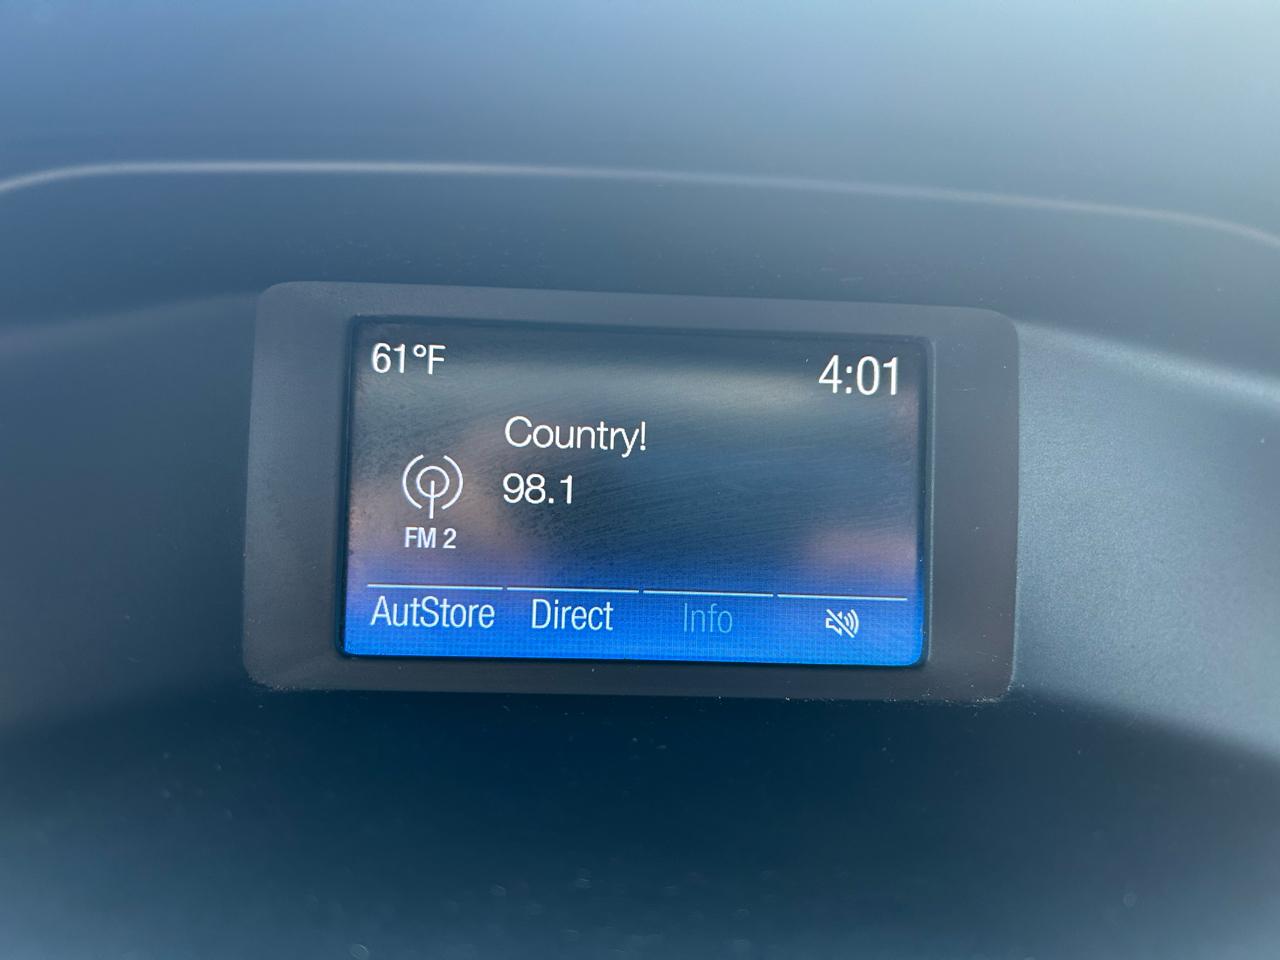 61°F
4:01
Country!
98.1
FM 2
AutStore Direct Info